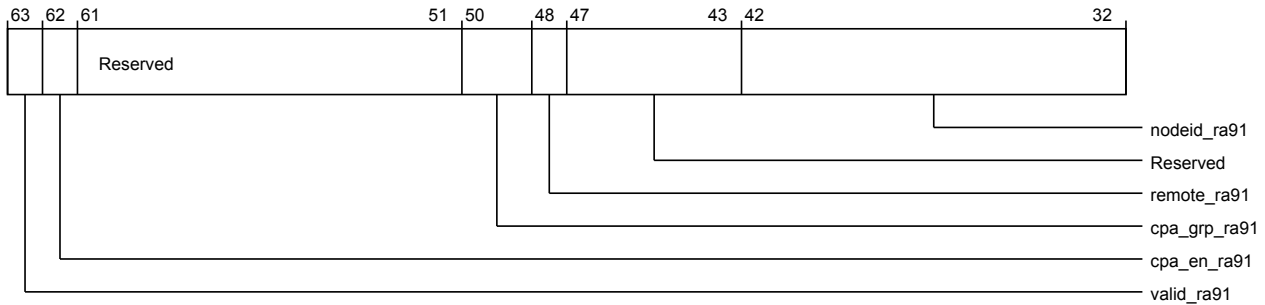 63 62 61 51 50 48 47 43 42 32
Reserved
nodeid_ra91
Reserved
remote_ra91
cpa_grp_ra91
cpa_en_ra91
valid_ra91